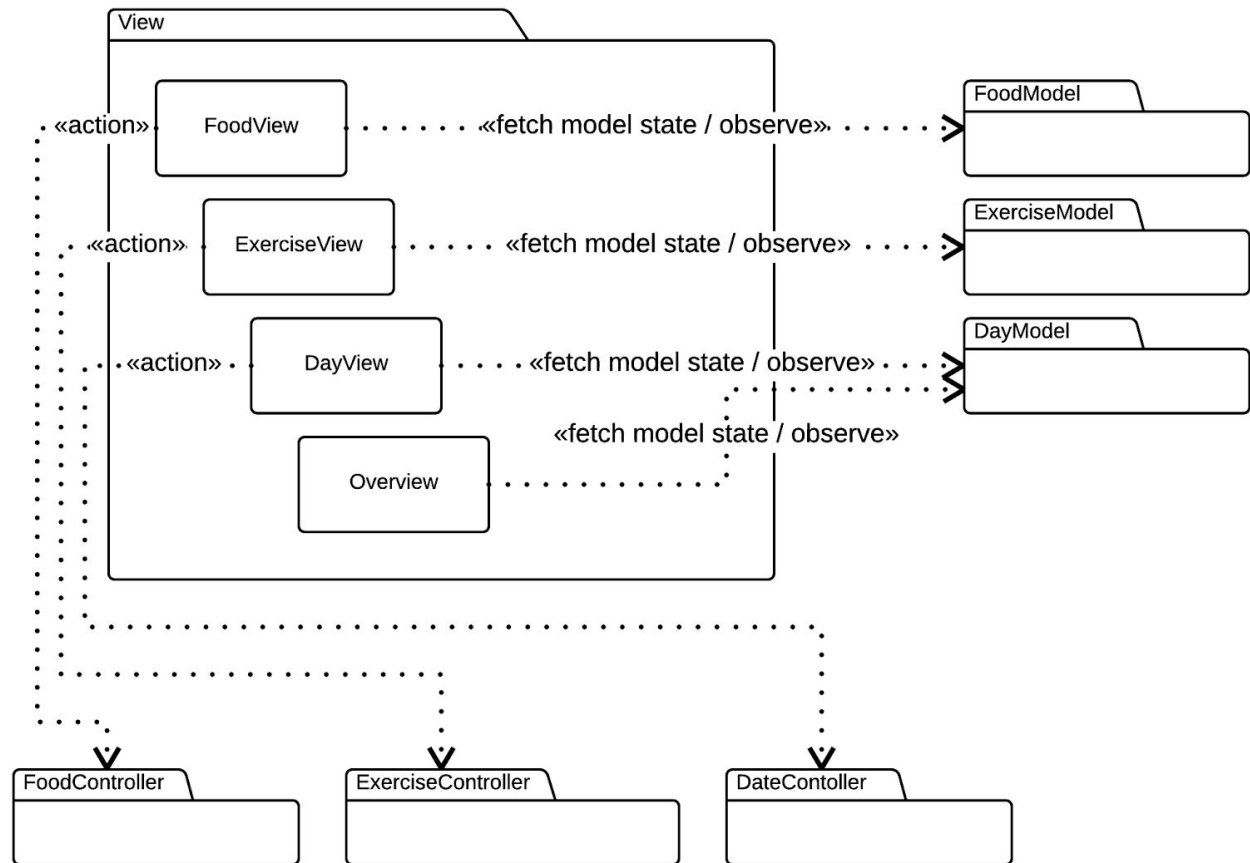 View
«action»
FoodView
«fetch model state / observe»
FoodModel
«action»
ExerciseView
«fetch model state / observe»
ExerciseModel
«action»
DayView
«fetch model state / observe»
DayModel
«fetch model state / observe»
Overview
FoodController
ExerciseController
DateContoller